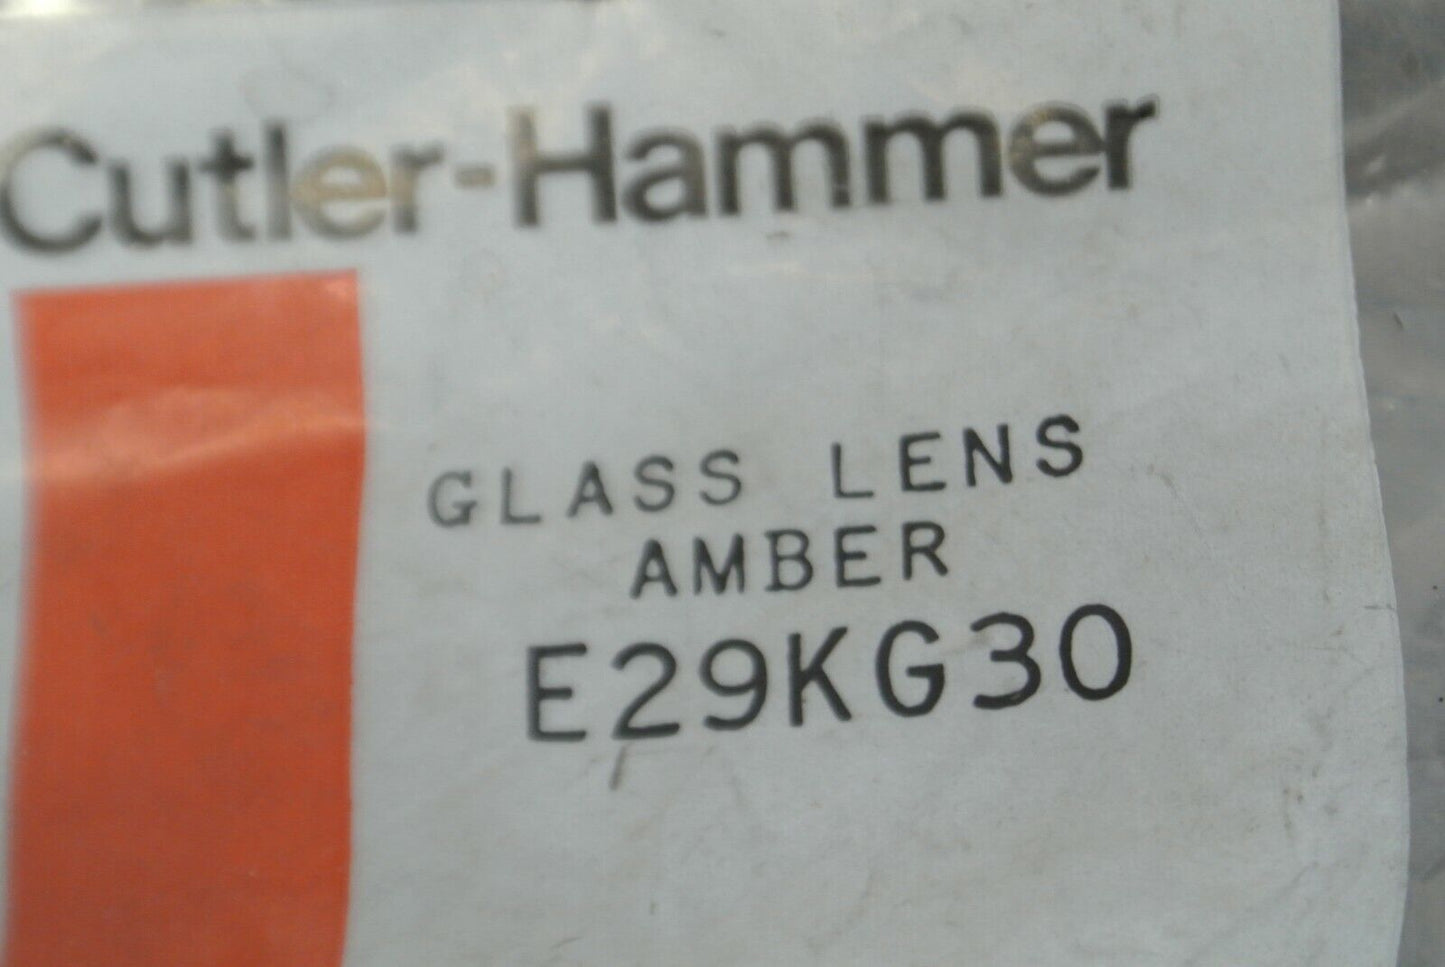 Cutler-Hammer
GLASS LENS
AMBER
E29KG30